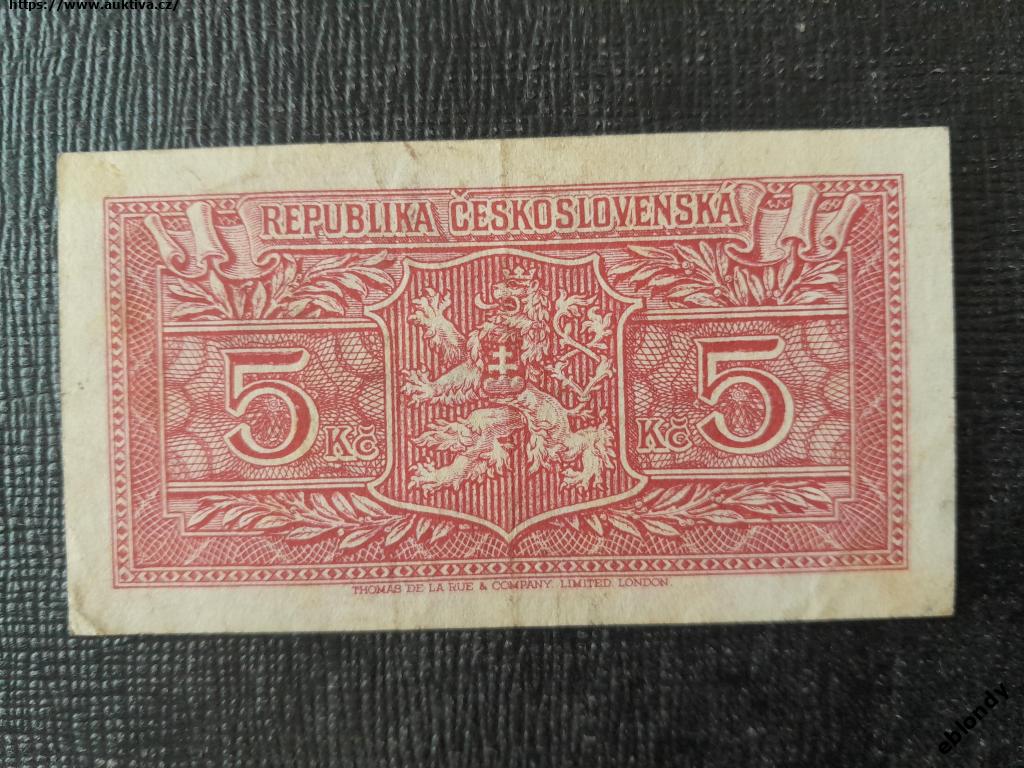 https://www.auktiva.cz/
REPUBLIKA ČESKOSLOVENSKÁ
5 Kč
Kč 5
THOMAS DE LA RUE & COMPANY, LIMITED, LONDON.
eblondy